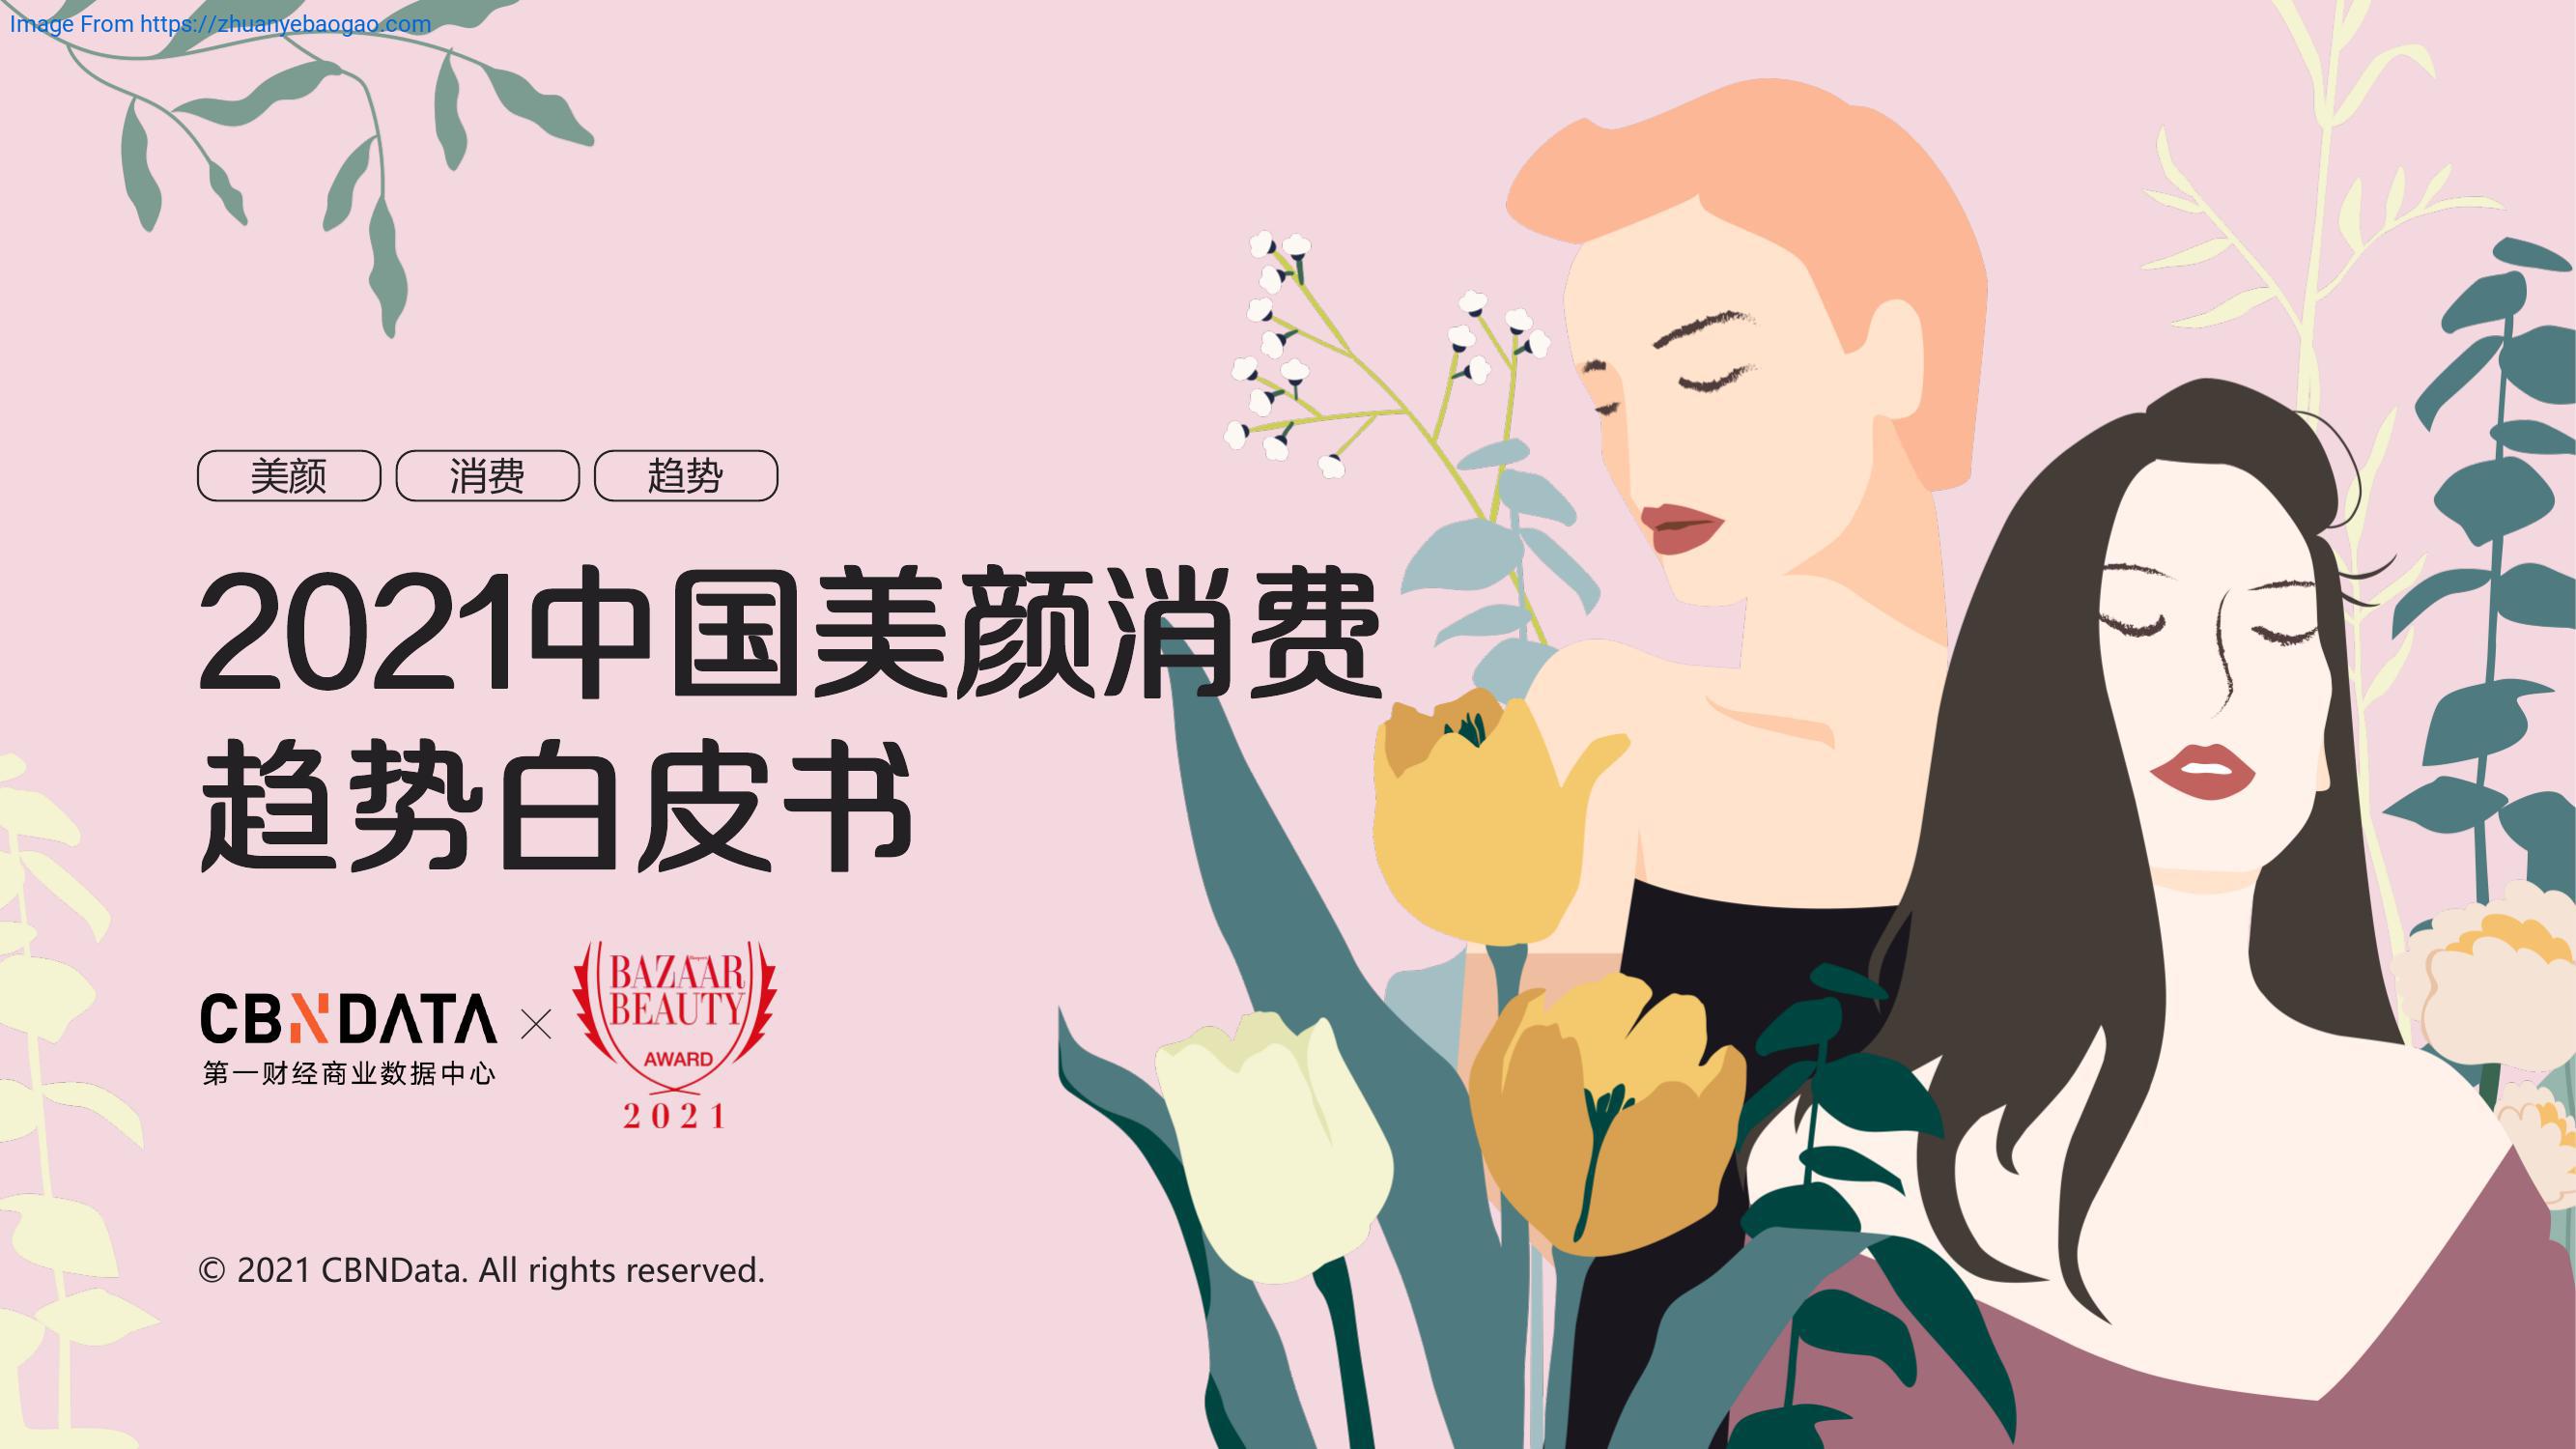 Image From https://zhuanyebaogao.com
美颜 消费 趋势
2021中国美颜消费
趋势白皮书
CBNDATA
第一财经商业数据中心
×
BAZAAR
BEAUTY
AWARD
2021
© 2021 CBNData. All rights reserved.